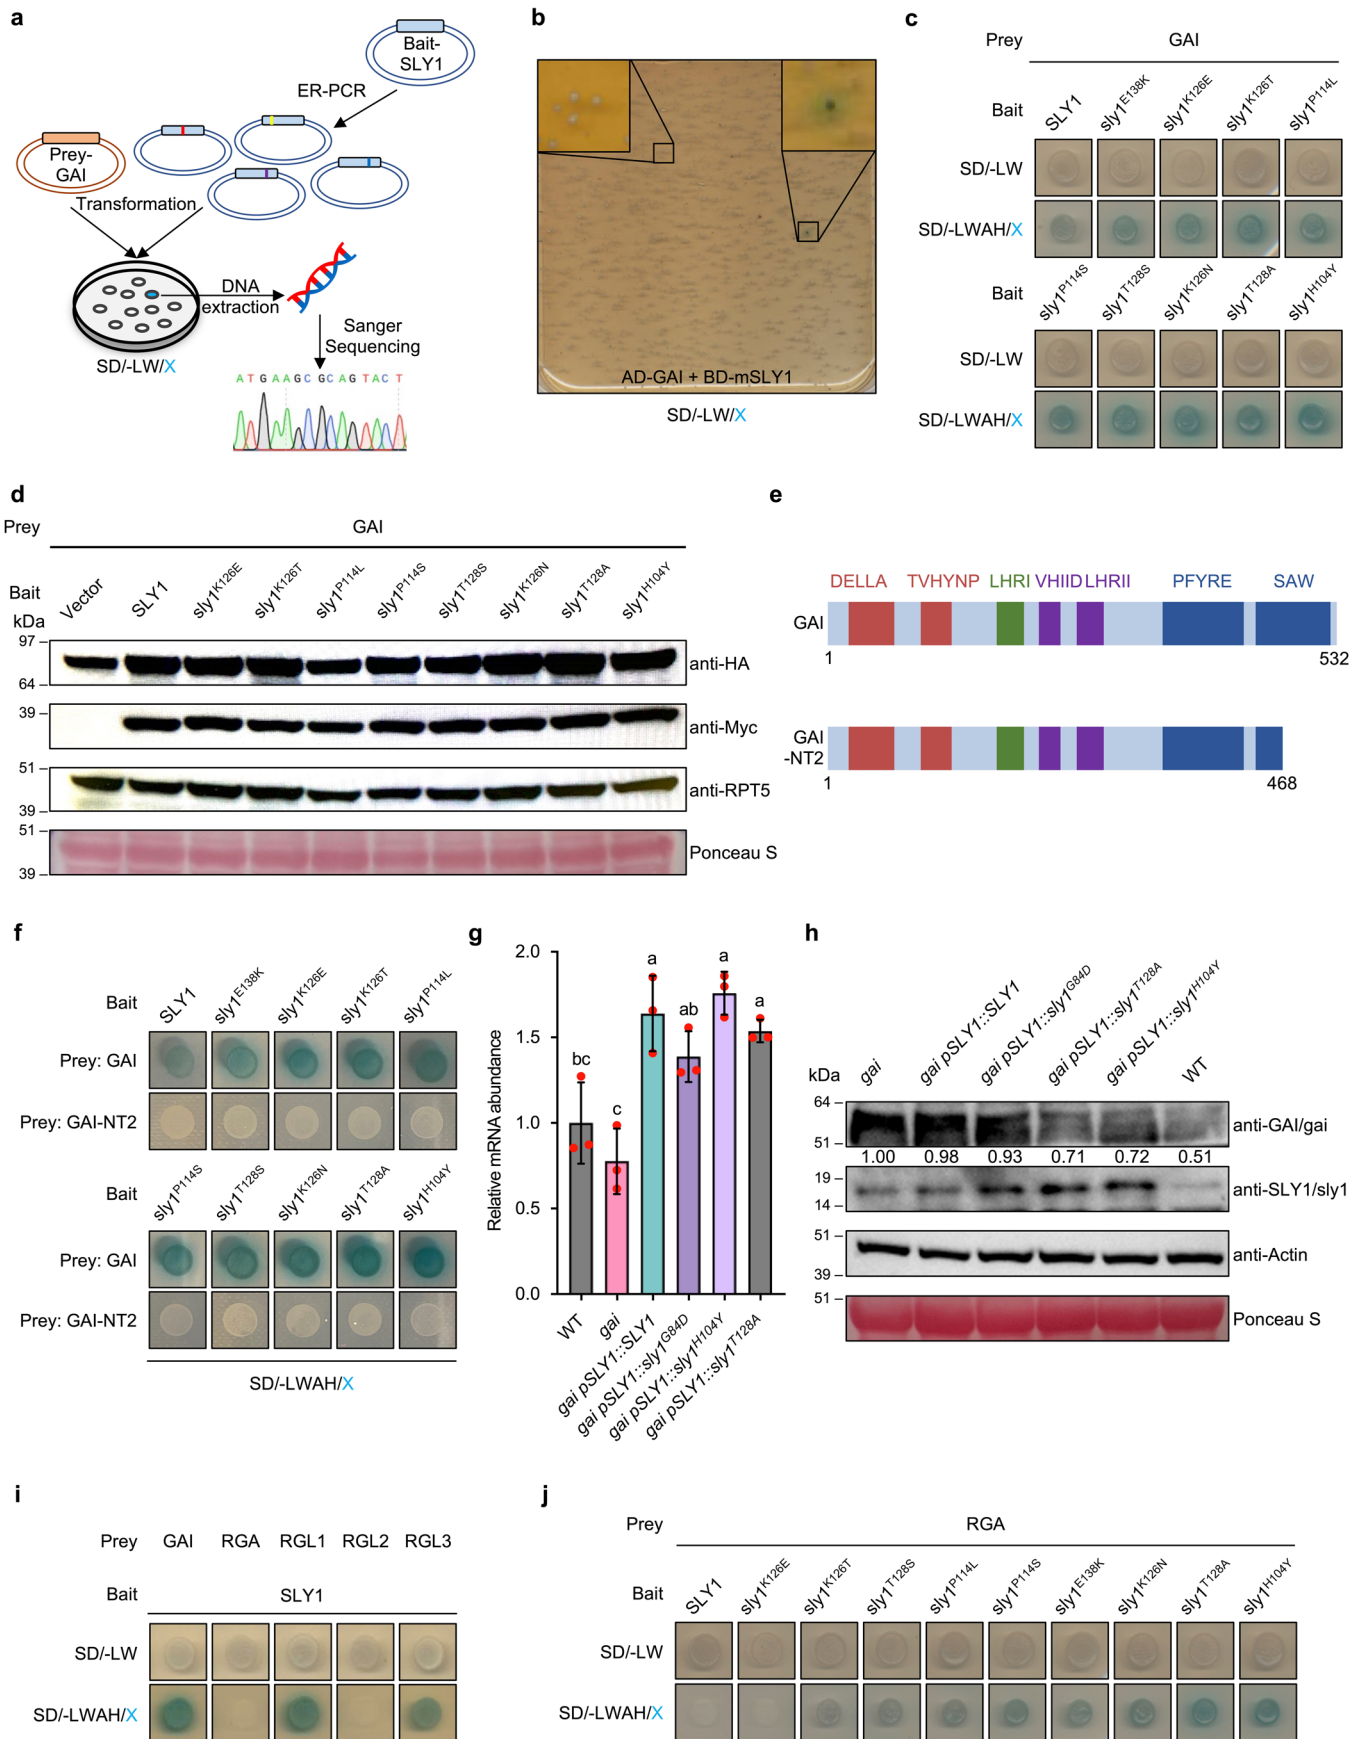 a
Bait-
SLY1
ER-PCR
Prey-
GAI
Transformation
DNA
extraction
Sanger
Sequencing
SD/-LW/X
A T G A A G C G C A G T A C T
b
AD-GAI + BD-mSLY1
SD/-LW/X
c
Prey GAI
Bait SLY1 sly1E138K sly1K126E sly1K126T sly1P114L
SD/-LW
SD/-LWAH/X
Bait sly1P114S sly1T128S sly1K126N sly1T128A sly1H104Y
SD/-LW
SD/-LWAH/X
d
Prey GAI
Bait Vector SLY1 sly1K126E sly1K126T sly1P114L sly1P114S sly1T128S sly1K126N sly1T128A sly1H104Y
kDa
97
64
anti-HA
39
anti-Myc
51
39
anti-RPT5
51
39
Ponceau S
e
DELLA TVHYNP LHRI VHIID LHRII PFYRE SAW
GAI
1 532
GAI
-NT2
1 468
f
Bait SLY1 sly1E138K sly1K126E sly1K126T sly1P114L
Prey: GAI
Prey: GAI-NT2
Bait sly1P114S sly1T128S sly1K126N sly1T128A sly1H104Y
Prey: GAI
Prey: GAI-NT2
SD/-LWAH/X
g
Relative mRNA abundance
2.0
1.5
1.0
0.5
0.0
bc c a ab a a
WT gai gai pSLY1::SLY1 gai pSLY1::sly1G84D gai pSLY1::sly1H104Y gai pSLY1::sly1T128A
h
kDa gai gai pSLY1::SLY1 gai pSLY1::sly1G84D gai pSLY1::sly1T128A gai pSLY1::sly1H104Y WT
64
51
anti-GAI/gai
1.00 0.98 0.93 0.71 0.72 0.51
19
14
anti-SLY1/sly1
51
39
anti-Actin
51
Ponceau S
i
Prey GAI RGA RGL1 RGL2 RGL3
Bait SLY1
SD/-LW
SD/-LWAH/X
j
Prey RGA
Bait SLY1 sly1K126E sly1K126T sly1T128S sly1P114L sly1P114S sly1E138K sly1K126N sly1T128A sly1H104Y
SD/-LW
SD/-LWAH/X